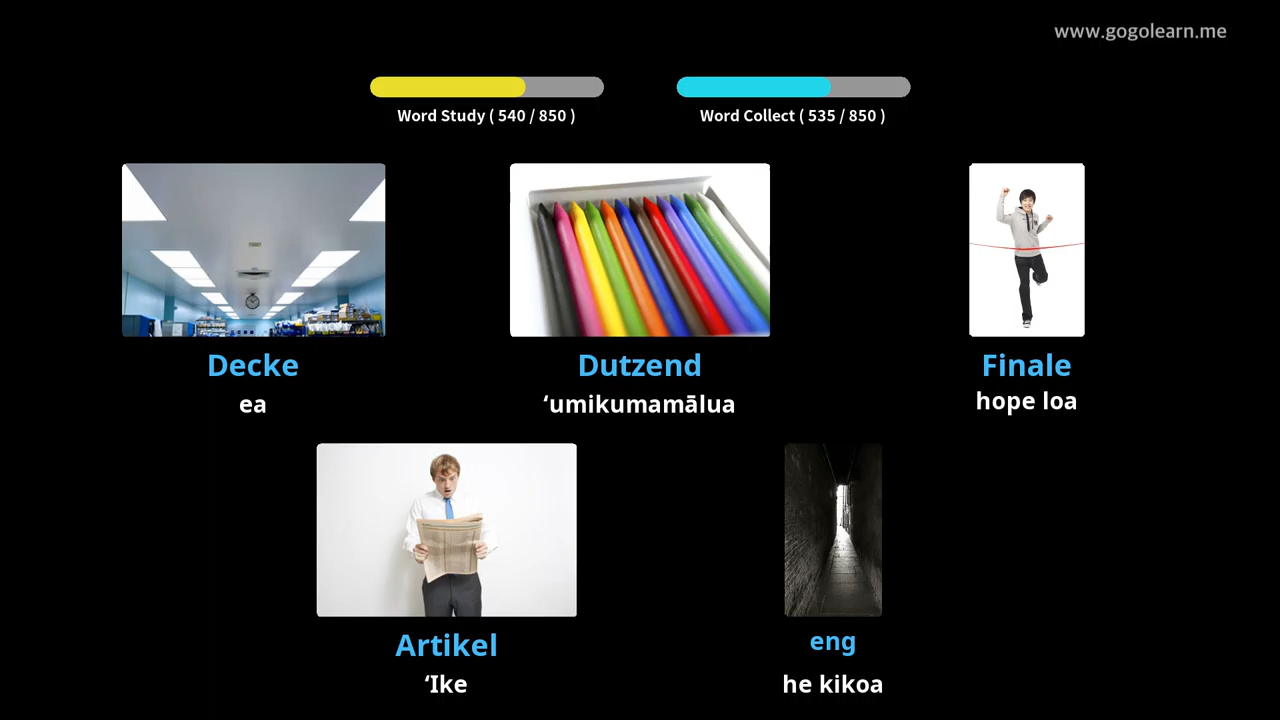 www.gogolearn.me
Word Study ( 540 / 850 )
Word Collect ( 535 / 850 )
Decke
ea
Dutzend
ʻumikumamālua
Finale
hope loa
Artikel
ʻIke
eng
he kikoa